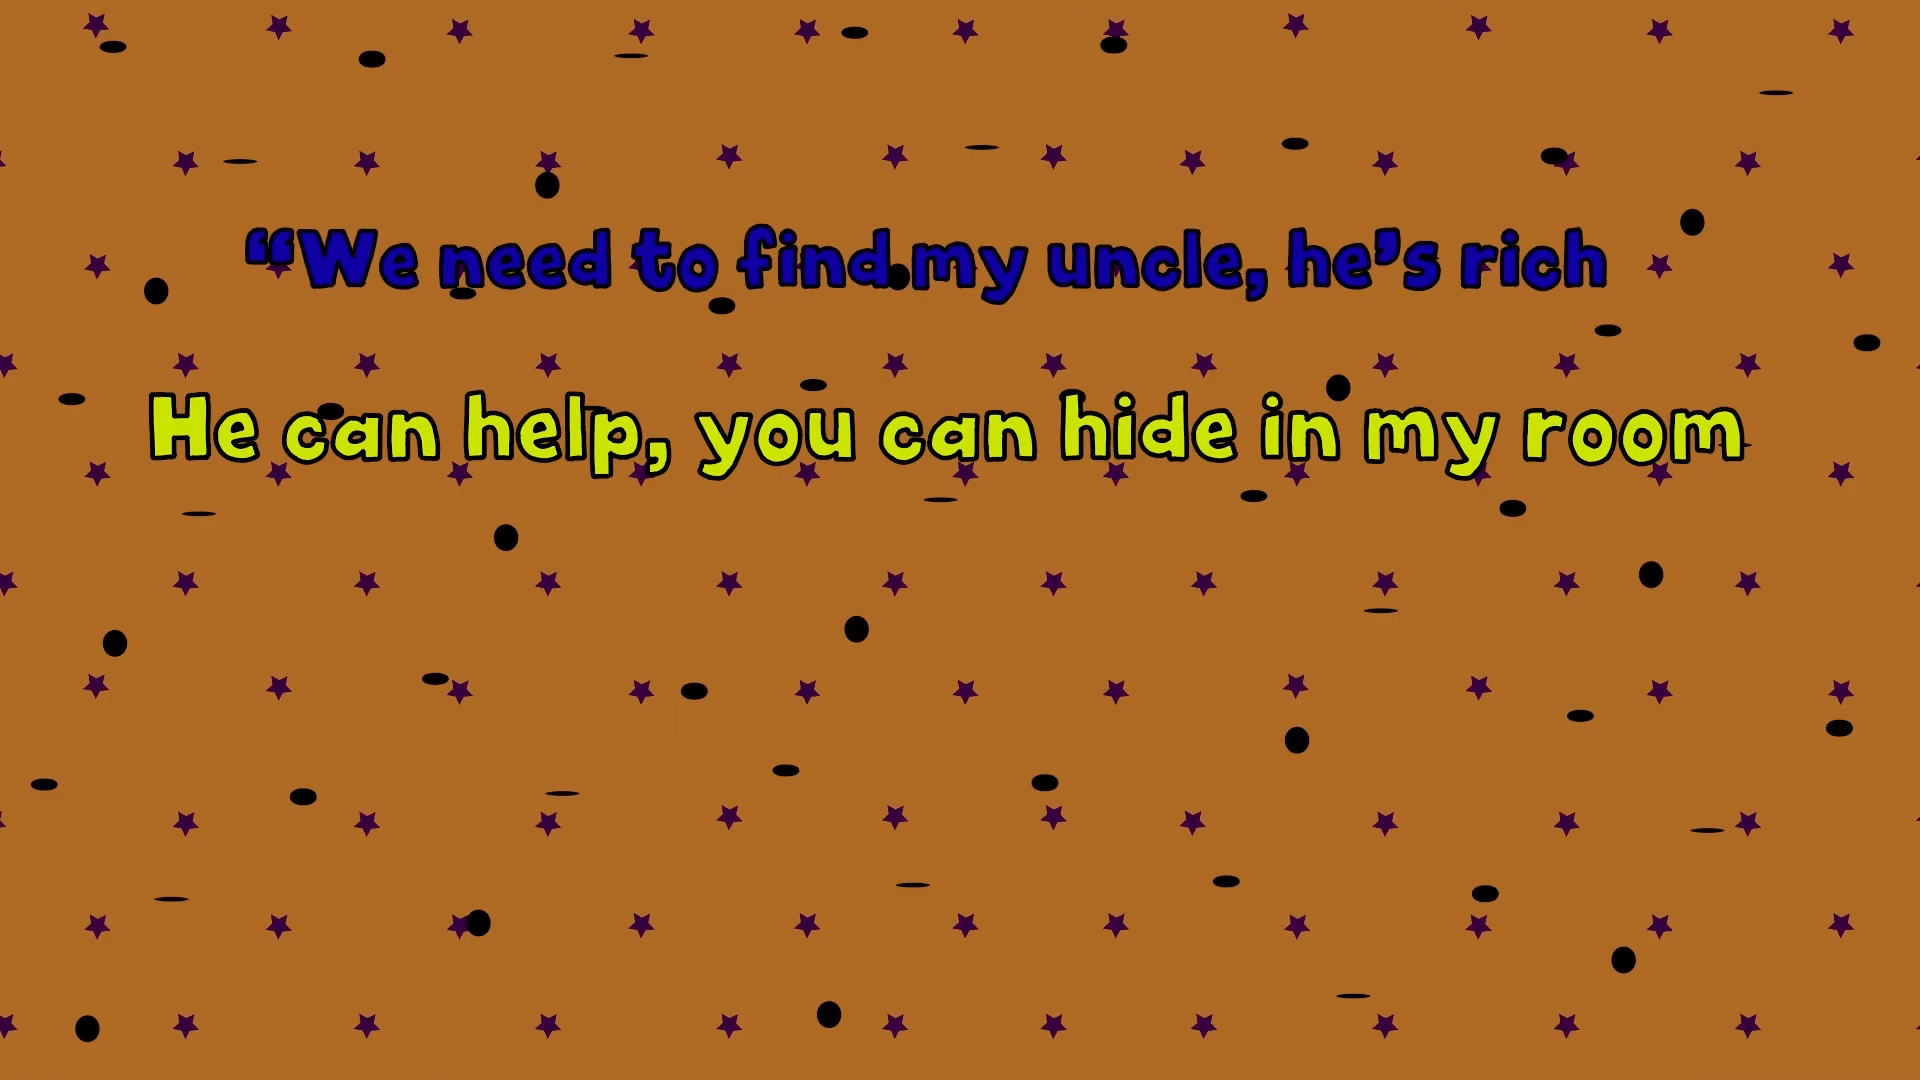 “We need to find my uncle, he’s rich
He can help, you can hide in my room